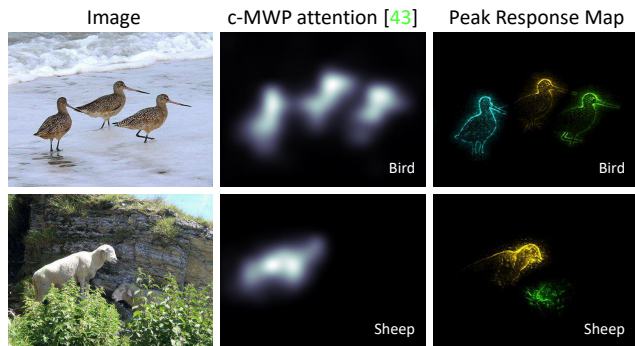 Image
c-MWP attention [43]
Peak Response Map
Bird
Bird
Sheep
Sheep